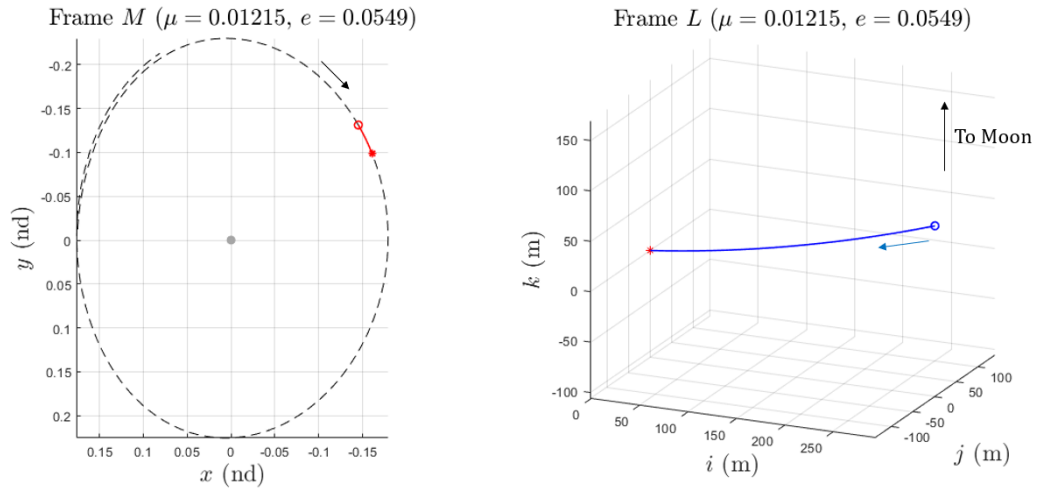 Frame M (μ = 0.01215, e = 0.0549)
-0.2
-0.15
-0.1
-0.05
0
0.05
0.1
0.15
0.2
y (nd)
0.15 0.1 0.05 0 -0.05 -0.1 -0.15
x (nd)
Frame L (μ = 0.01215, e = 0.0549)
To Moon
150
100
50
0
-50
-100
k (m)
0 50 100 150 200 250
i (m)
-100 -50 0 50 100
j (m)